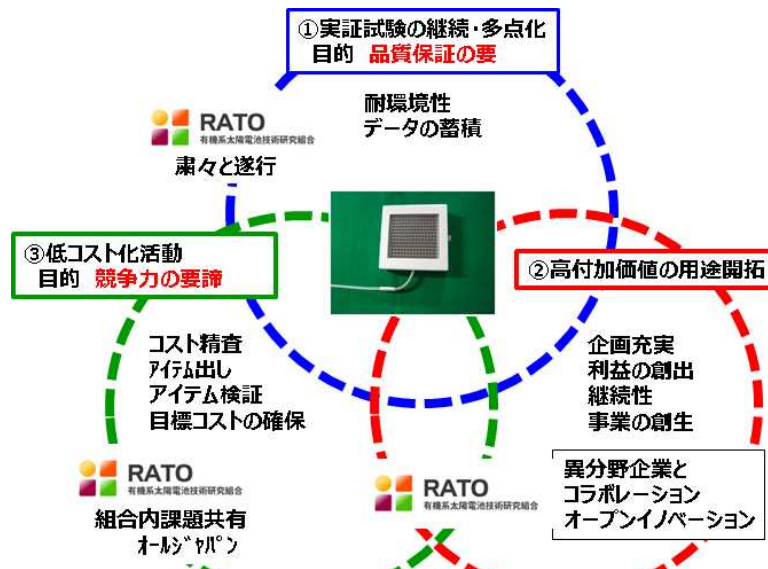 ①実証試験の継続・多点化
目的 品質保証の要
耐環境性
データの蓄積
RATO
有機系太陽電池技術研究組合
粛々と遂行
③低コスト化活動
目的 競争力の要諦
②高付加価値の用途開拓
コスト精査
ｱｲﾃﾑ出し
アイテム検証
目標コストの確保
企画充実
利益の創出
継続性
事業の創生
RATO
有機系太陽電池技術研究組合
組合内課題共有
ｵｰﾙｼﾞｬﾊﾟﾝ
RATO
有機系太陽電池技術研究組合
異分野企業と
コラボレーション
オープンイノベーション